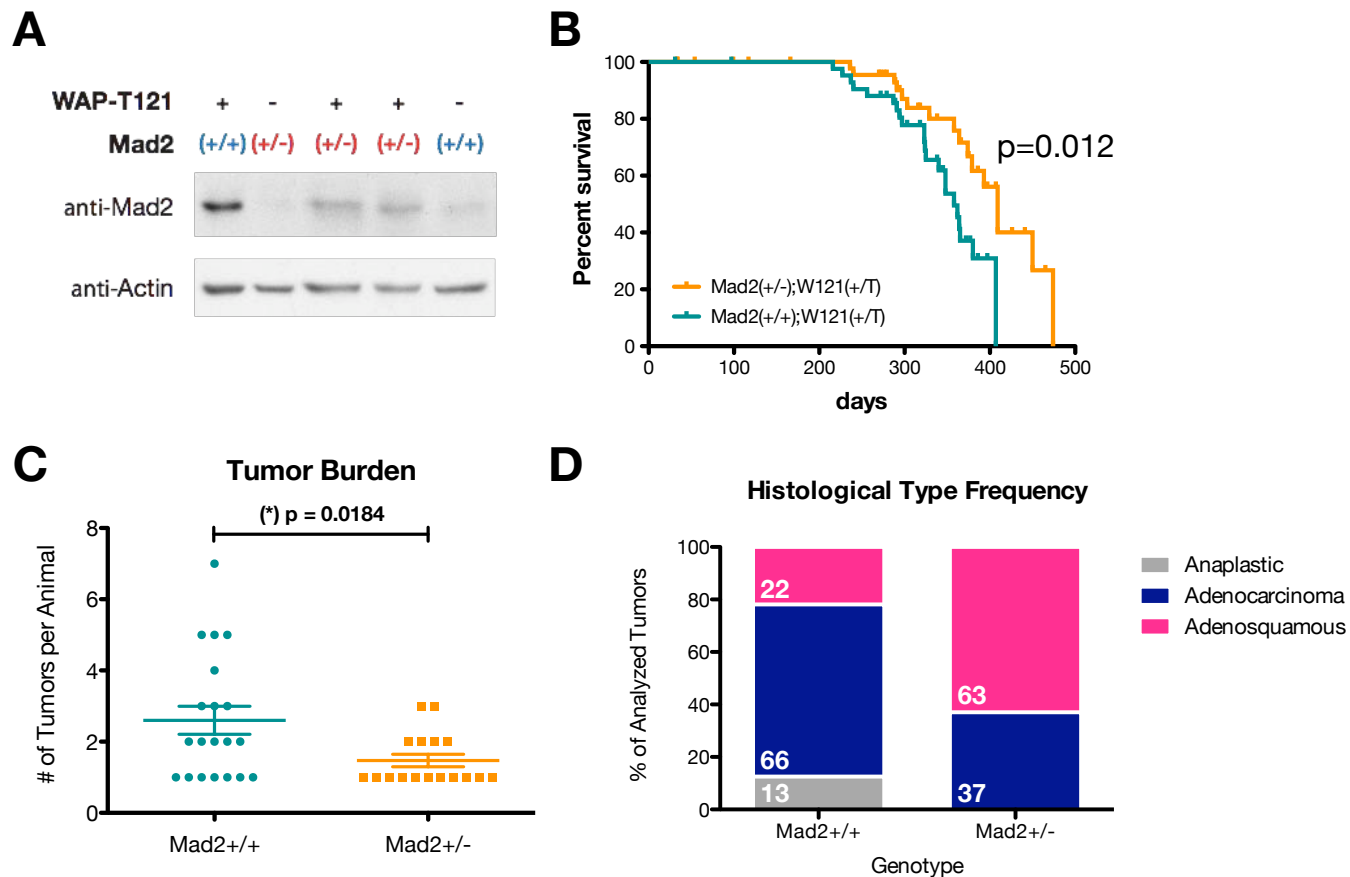 A
WAP-T121 + - + + -
Mad2 (+/+) (+/-) (+/-) (+/-) (+/+)
anti-Mad2
anti-Actin
B
Percent survival
100
80
60
40
20
0
p=0.012
Mad2(+/-);W121(+/T)
Mad2(+/+);W121(+/T)
0 100 200 300 400 500
days
C
Tumor Burden
(*) p = 0.0184
# of Tumors per Animal
8
6
4
2
0
Mad2+/+ Mad2+/-
D
Histological Type Frequency
% of Analyzed Tumors
100
80
60
40
20
0
22
66
13
63
37
Anaplastic
Adenocarcinoma
Adenosquamous
Mad2+/+ Mad2+/-
Genotype